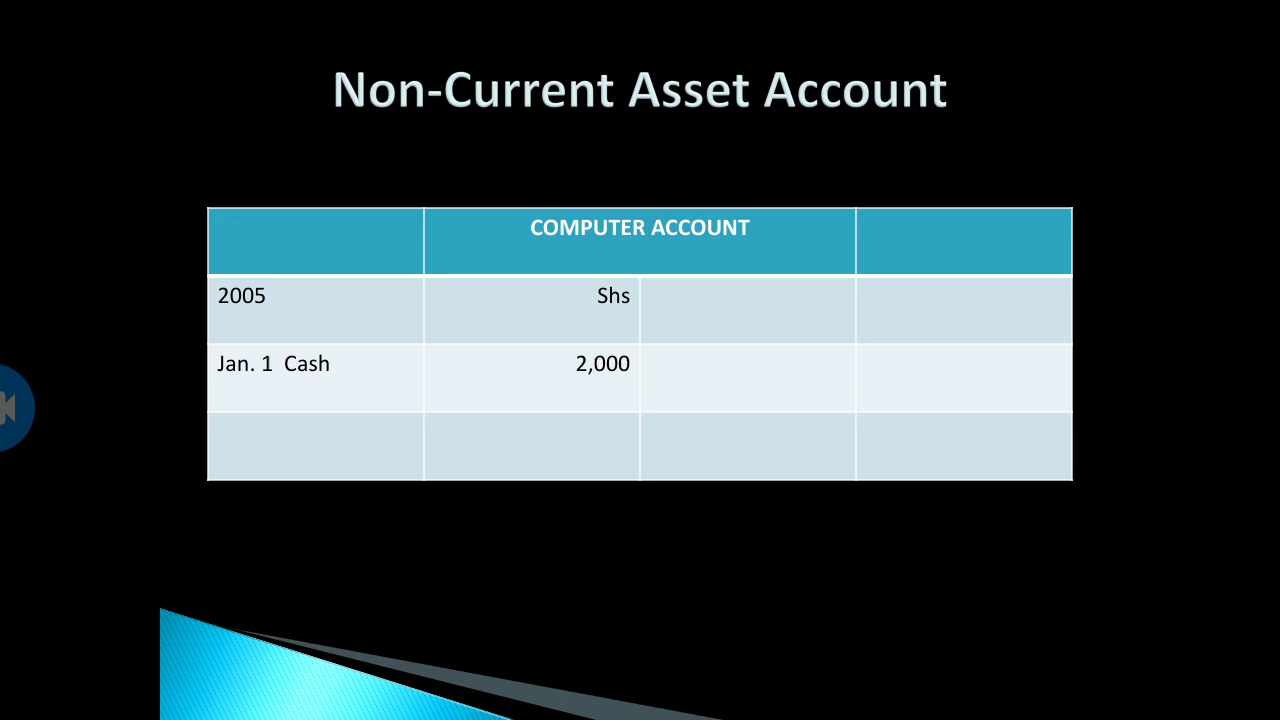 Non-Current Asset Account
COMPUTER ACCOUNT
2005 Shs
Jan. 1 Cash 2,000